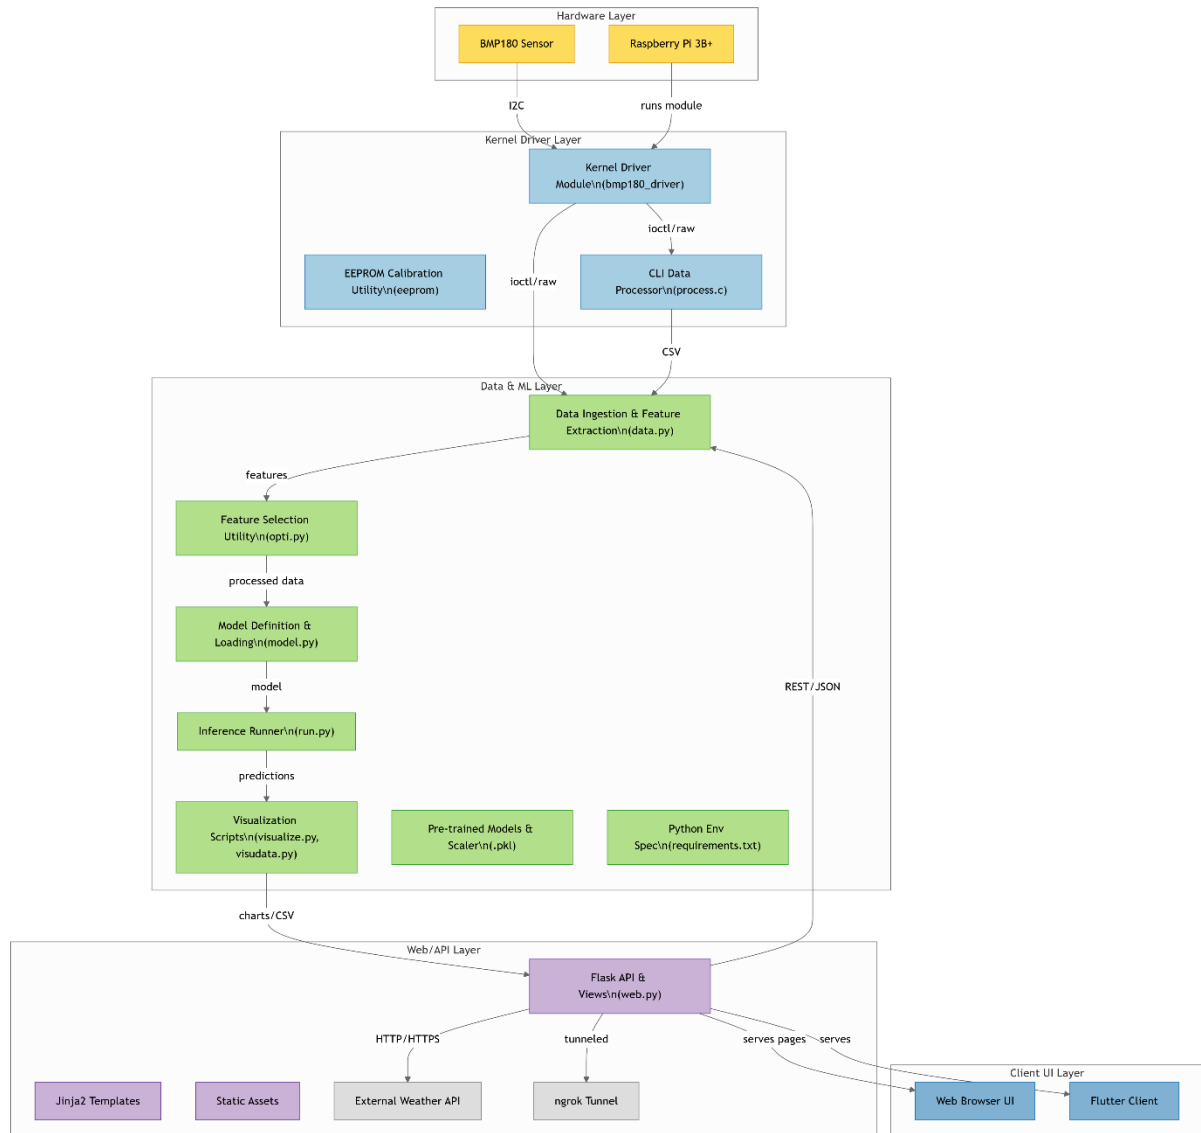 Hardware Layer
BMP180 Sensor
Raspberry Pi 3B+
I2C
runs module
Kernel Driver Layer
Kernel Driver
Module\n(bmp180_driver)
ioctl/raw
EEPROM Calibration
Utility\n(eeprom)
ioctl/raw
CLI Data
Processor\n(process.c)
CSV
Data & ML Layer
Data Ingestion & Feature
Extraction\n(data.py)
features
Feature Selection
Utility\n(opti.py)
processed data
Model Definition &
Loading\n(model.py)
model
REST/JSON
Inference Runner\n(run.py)
predictions
Visualization
Scripts\n(visualize.py,
visudata.py)
Pre-trained Models &
Scaler\n(.pkl)
Python Env
Spec\n(requirements.txt)
charts/CSV
Web/API Layer
Flask API &
Views\n(web.py)
HTTP/HTTPS
tunneled
serves pages
serves
Client UI Layer
Jinja2 Templates
Static Assets
External Weather API
ngrok Tunnel
Web Browser UI
Flutter Client